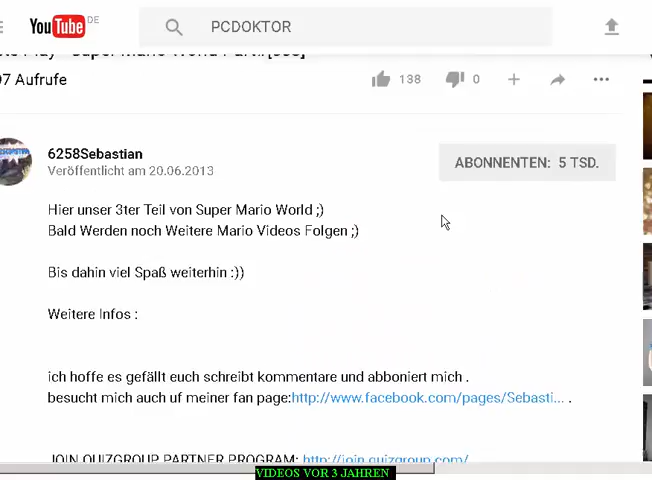 YouTube DE
PCDOKTOR
Play - Super Mario World Part.
97 Aufrufe
138
0
6258Sebastian
Veröffentlicht am 20.06.2013
ABONNENTEN: 5 TSD.
Hier unser 3ter Teil von Super Mario World ;)
Bald Werden noch Weitere Mario Videos Folgen ;)
Bis dahin viel Spaß weiterhin :))
Weitere Infos :
ich hoffe es gefällt euch schreibt kommentare und abboniert mich .
besucht mich auch uf meiner fan page:http://www.facebook.com/pages/Sebasti... .
JOIN QUIZGROUP PARTNER PROGRAM: http://join.quizgroup.com/
VIDEOS VOR 3 JAHREN